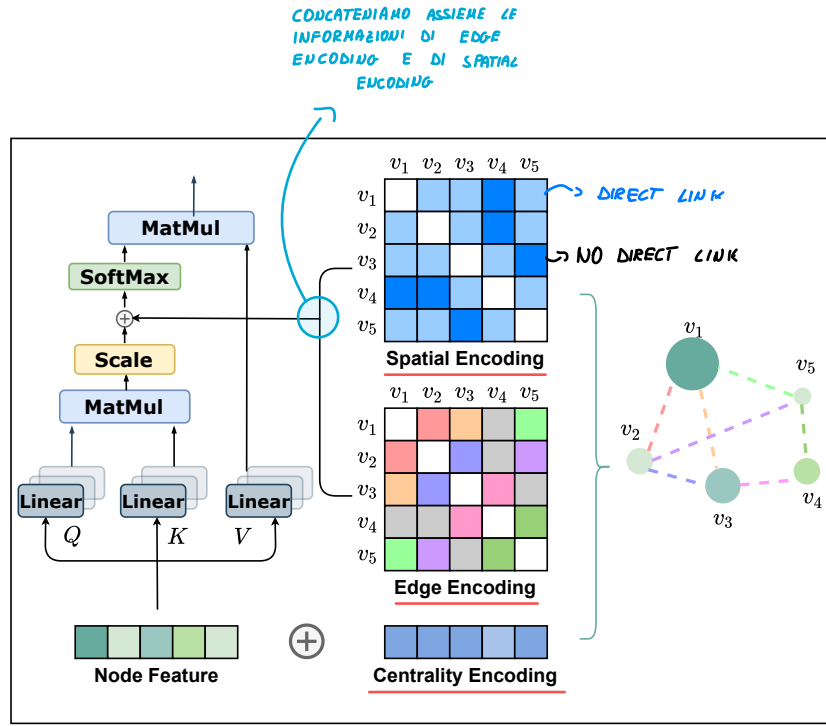 CONCATENIAMO ASSIEME LE
INFORMAZIONI DI EDGE
ENCODING E DI SPATIAL
ENCODING
v1 v2 v3 v4 v5
v1
v2
v3
v4
v5
DIRECT LINK
NO DIRECT LINK
Spatial Encoding
MatMul
SoftMax
+
Scale
MatMul
Linear Linear Linear
Q K V
v1 v2 v3 v4 v5
v1
v2
v3
v4
v5
Edge Encoding
v1
v5
v2
v4
v3
+
Node Feature
Centrality Encoding